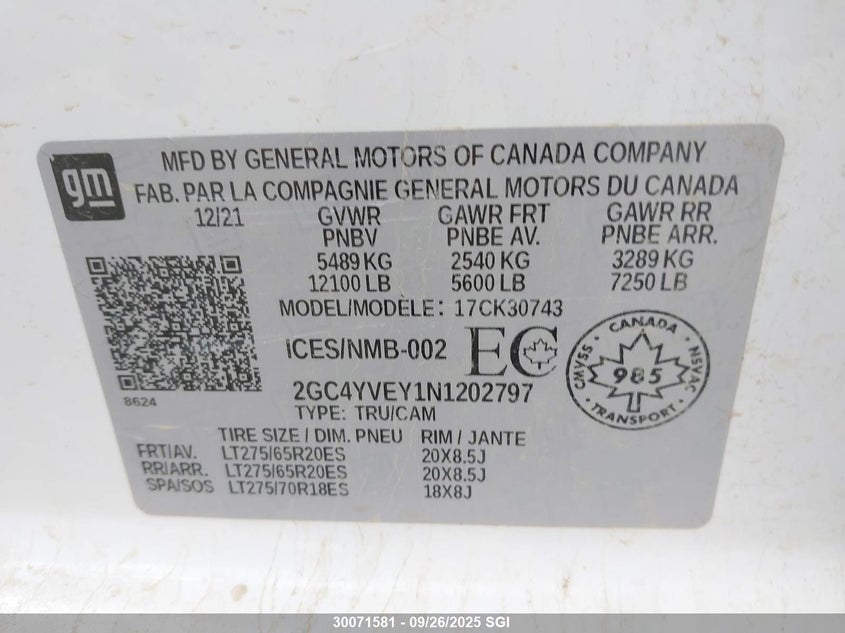 gm
MFD BY GENERAL MOTORS OF CANADA COMPANY
FAB. PAR LA COMPAGNIE GENERAL MOTORS DU CANADA
12/21 GVWR GAWR FRT GAWR RR
PNBV PNBE AV. PNBE ARR.
5489 KG 2540 KG 3289 KG
12100 LB 5600 LB 7250 LB
MODEL/MODÈLE: 17CK30743
ICES/NMB-002 EC
8624
2GC4YVEY1N1202797
TYPE: TRU/CAM
CANADA
CMVSS 985 NSVAC
TRANSPORT
TIRE SIZE / DIM. PNEU RIM / JANTE
FRT/AV. LT275/65R20ES 20X8.5J
RR/ARR. LT275/65R20ES 20X8.5J
SPA/SOS LT275/70R18ES 18X8J
30071581 - 09/26/2025 SGI